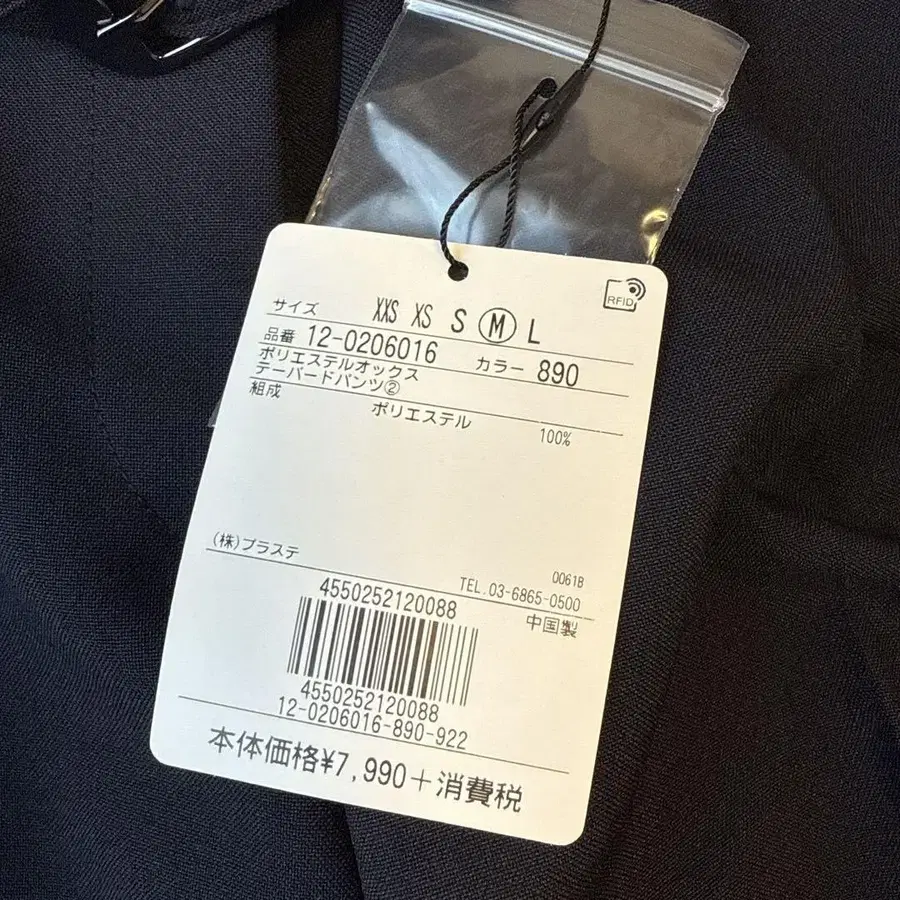 RFID
サイズ XXS XS S M L
品番 12-0206016 カラー 890
ポリエステルオックス
テーパードパンツ②
組成
ポリエステル 100%
(株)プラステ 0061B
TEL.03-6865-0500
4550252120088 中国製
4550252120088
12-0206016-890-922
本体価格¥7,990+消費税